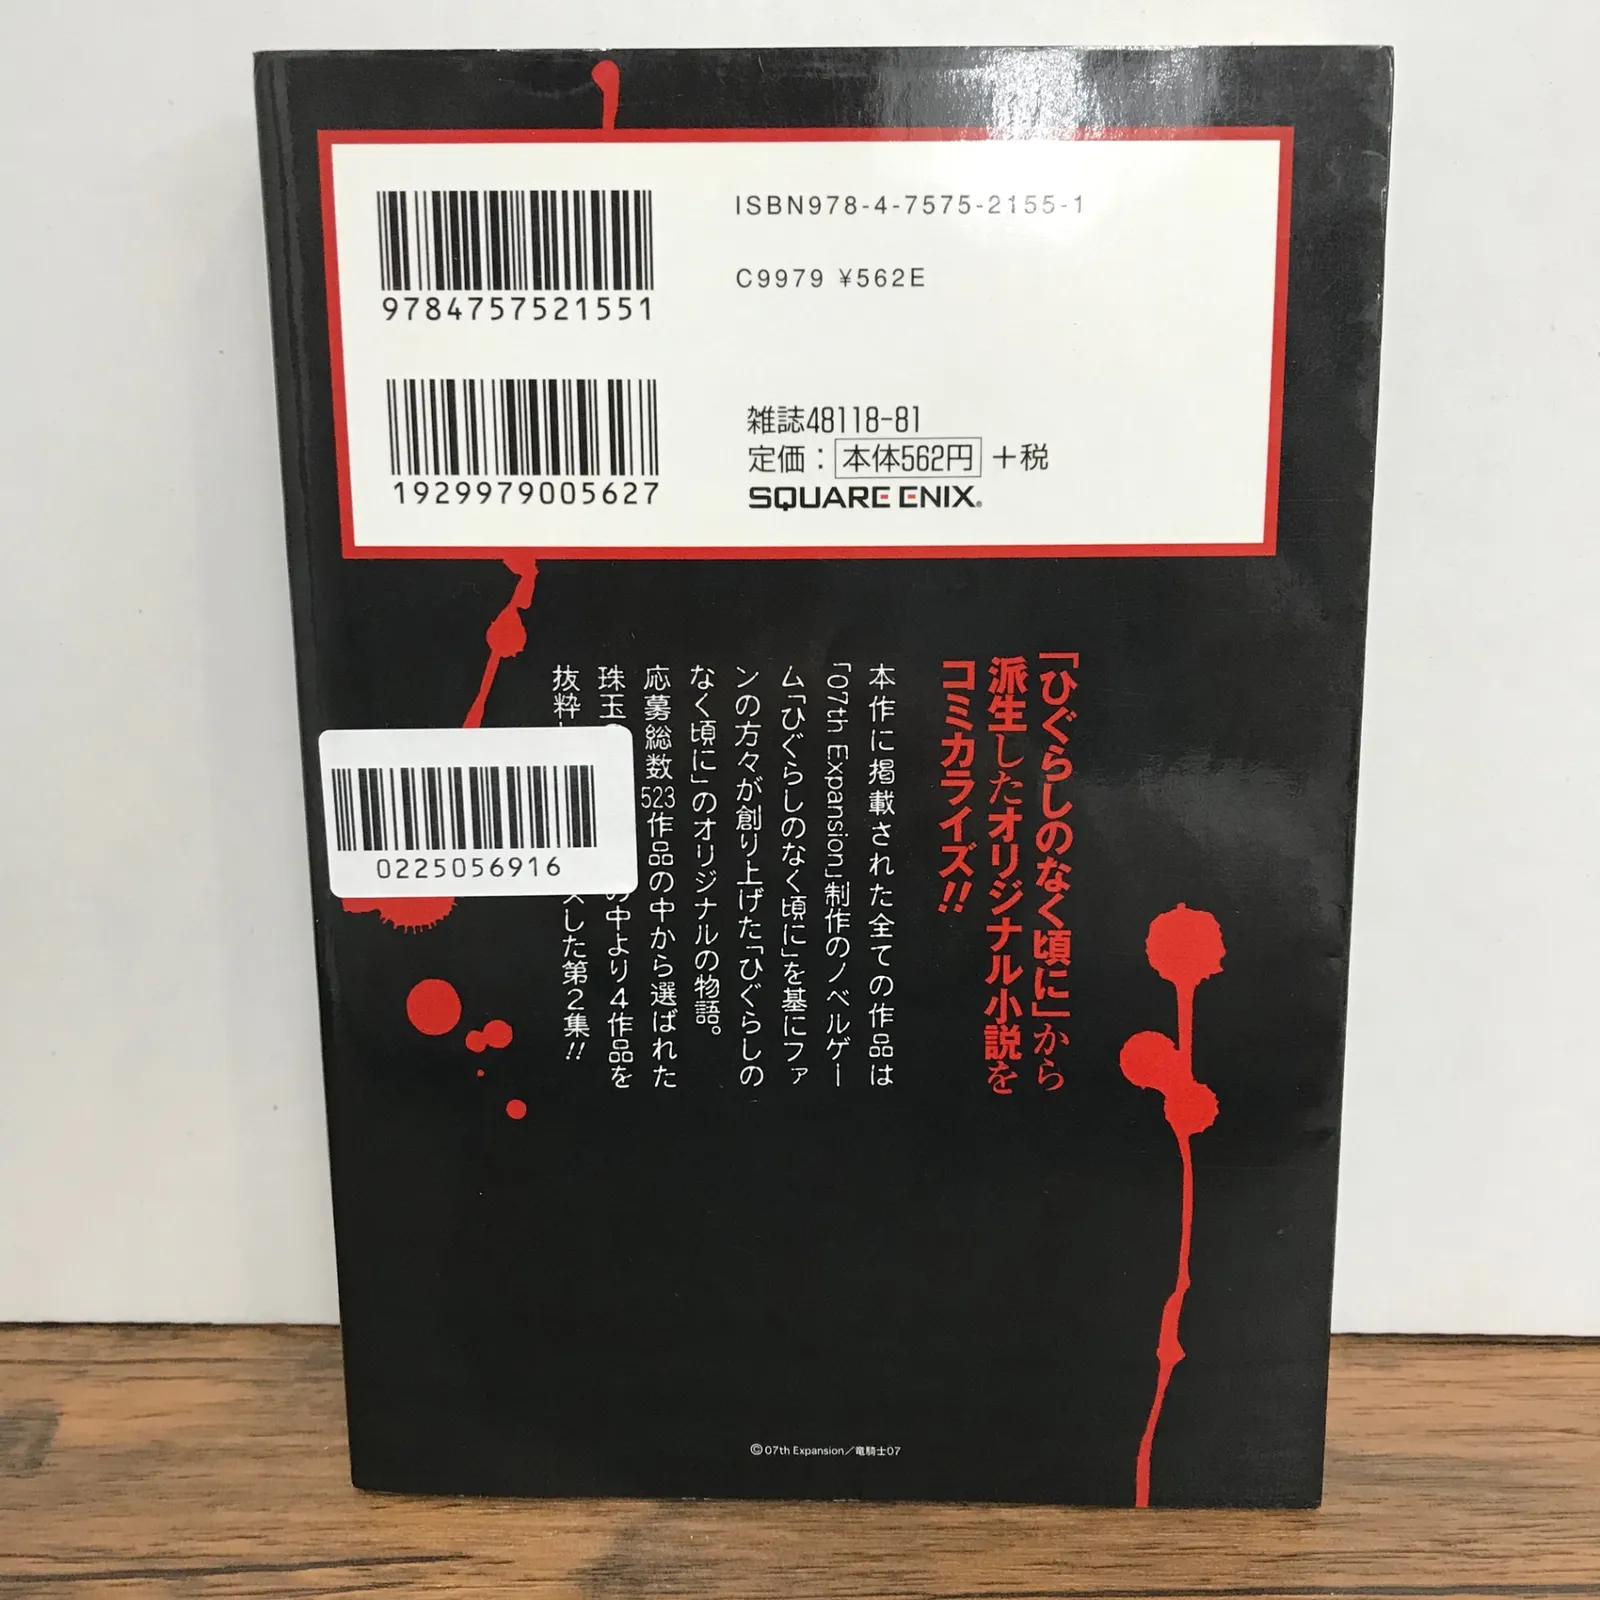 ISBN978-4-7575-2155-1
C9979 ¥562E
9784757521551
1929979005627
雑誌48118-81
定価：本体562円＋税
SQUARE ENIX®
「ひぐらしのなく頃に」から
派生したオリジナル小説を
コミカライズ!!
本作に掲載された全ての作品は
「07th Expansion」制作のノベルゲー
ム「ひぐらしのなく頃に」を基にファ
ンの方々が創り上げた「ひぐらしの
なく頃に」のオリジナルの物語。
応募総数523作品の中から選ばれた
珠玉
の中より4作品を
抜粋
した第2集!!
0225056916
©07th Expansion／竜騎士07